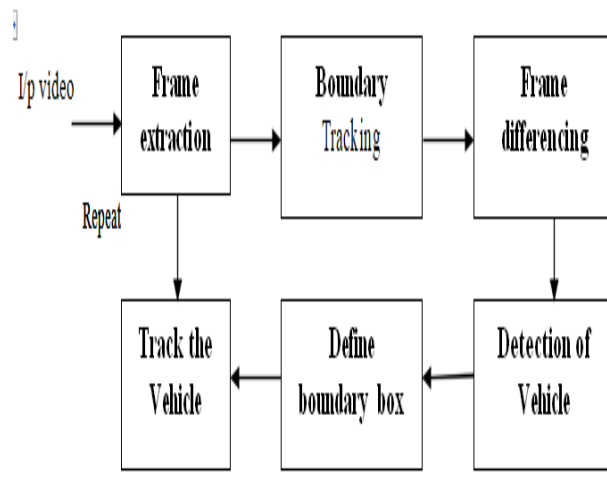 I/p video
Frame
extraction
Boundary
Tracking
Frame
differencing
Repeat
Track the
Vehicle
Define
boundary box
Detection of
Vehicle